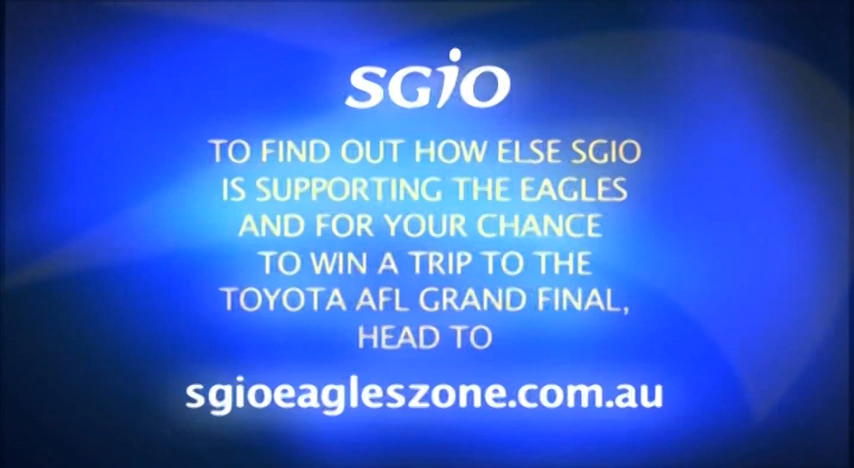 SGIO
TO FIND OUT HOW ELSE SGIO
IS SUPPORTING THE EAGLES
AND FOR YOUR CHANCE
TO WIN A TRIP TO THE
TOYOTA AFL GRAND FINAL,
HEAD TO
sgioeagleszone.com.au